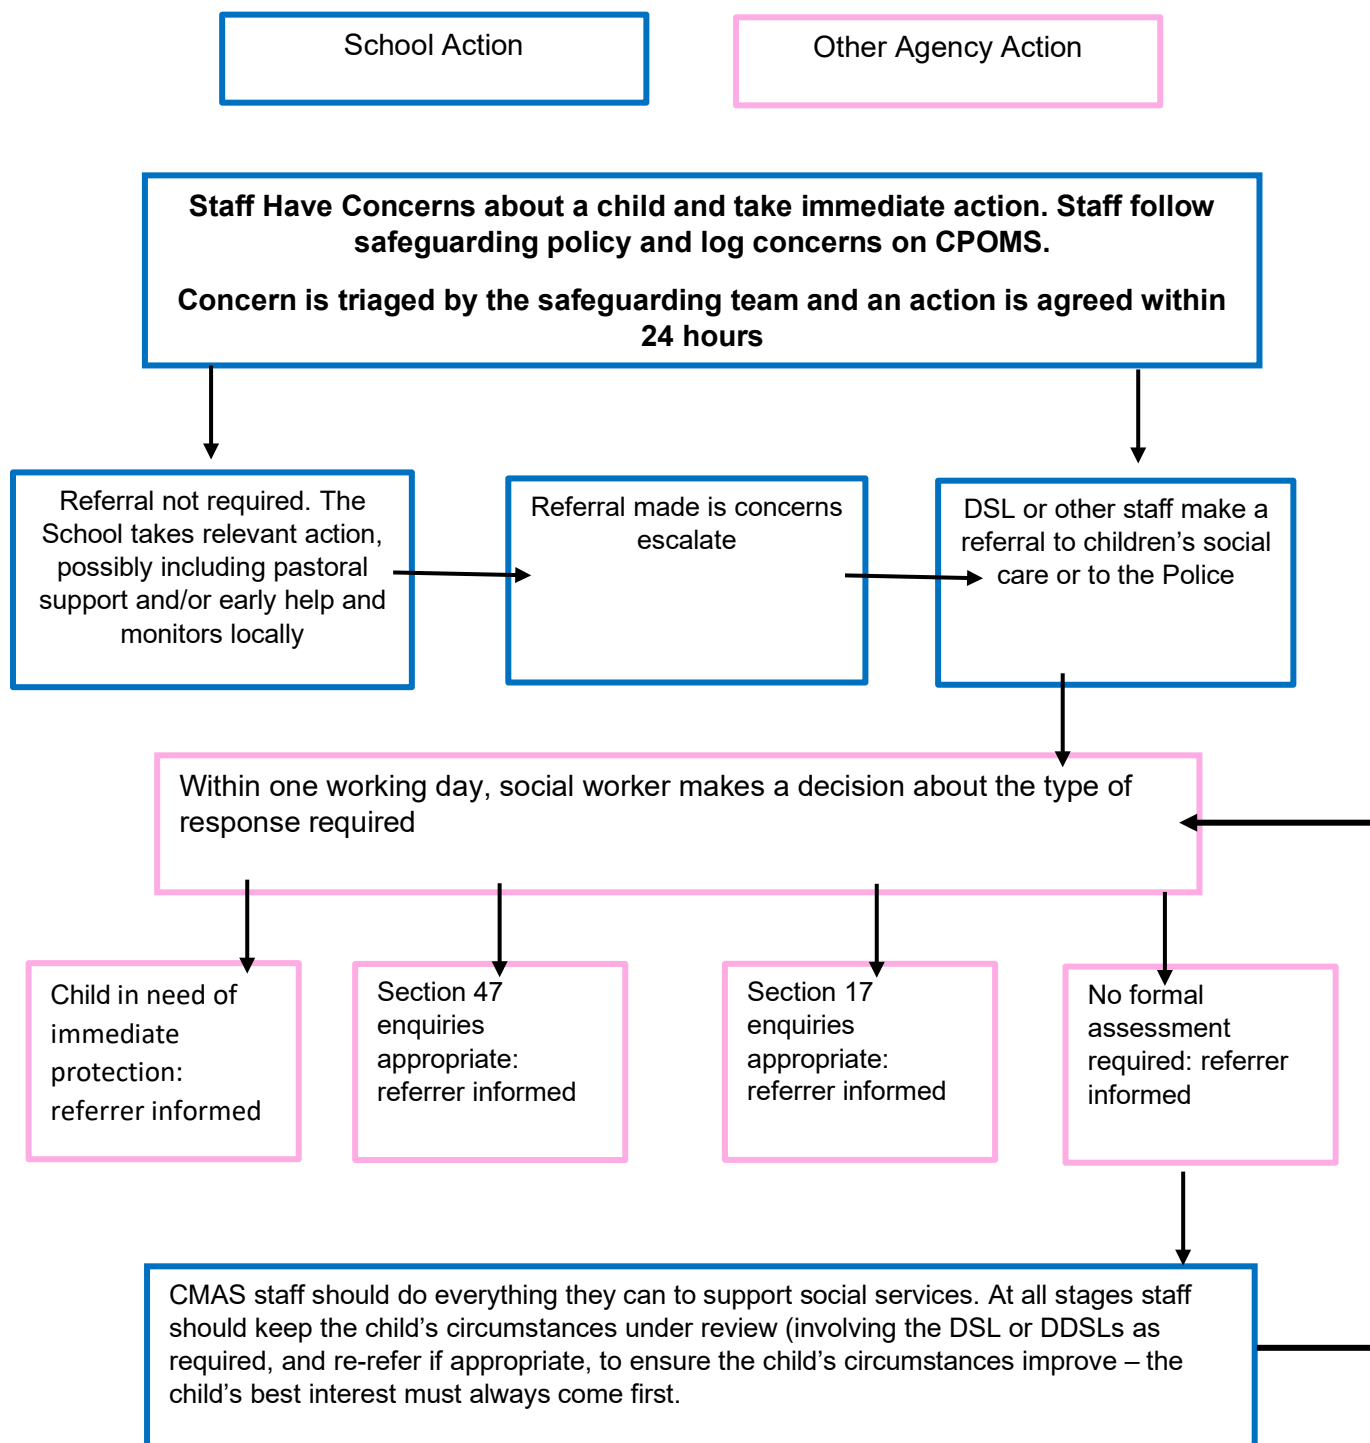 School Action
Other Agency Action
Staff Have Concerns about a child and take immediate action. Staff follow
safeguarding policy and log concerns on CPOMS.
Concern is triaged by the safeguarding team and an action is agreed within
24 hours
Referral not required. The
School takes relevant action,
possibly including pastoral
support and/or early help and
monitors locally
Referral made is concerns
escalate
DSL or other staff make a
referral to children’s social
care or to the Police
Within one working day, social worker makes a decision about the type of
response required
Child in need of
immediate
protection:
referrer informed
Section 47
enquiries
appropriate:
referrer informed
Section 17
enquiries
appropriate:
referrer informed
No formal
assessment
required: referrer
informed
CMAS staff should do everything they can to support social services. At all stages staff
should keep the child’s circumstances under review (involving the DSL or DDSLs as
required, and re-refer if appropriate, to ensure the child’s circumstances improve – the
child’s best interest must always come first.